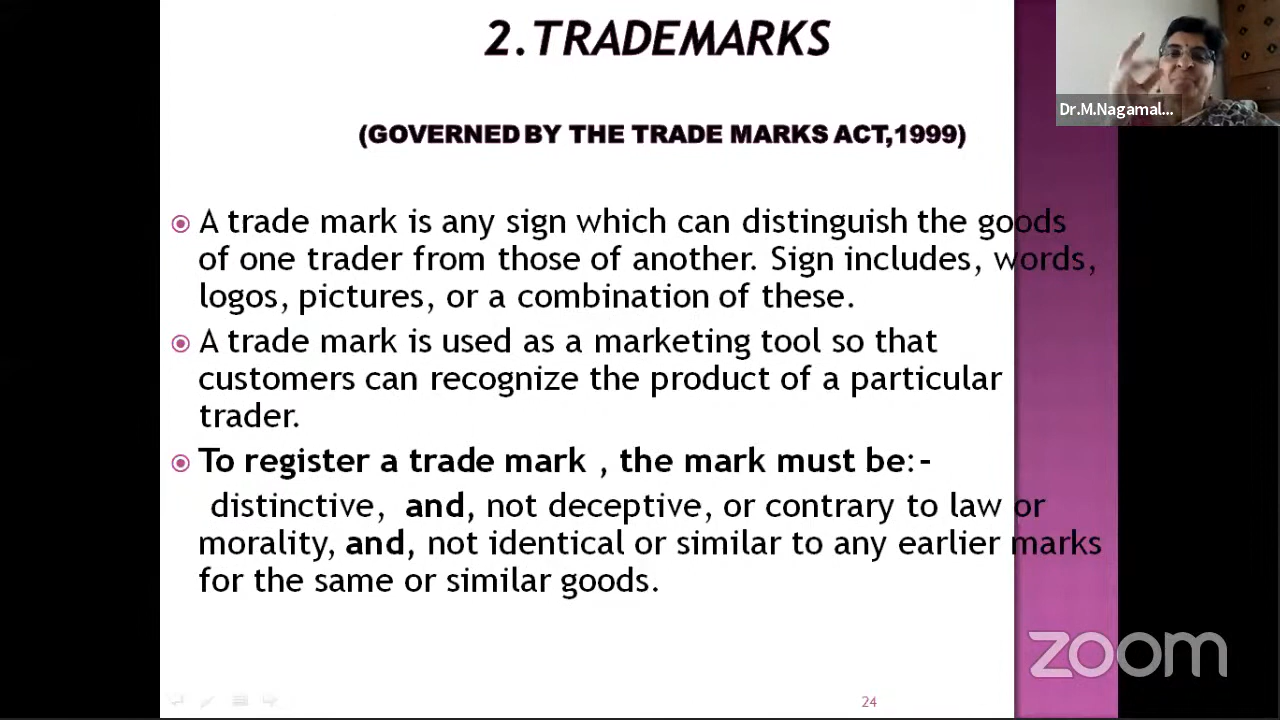 2.TRADEMARKS
Dr.M.Nagamal...
(GOVERNED BY THE TRADE MARKS ACT,1999)
A trade mark is any sign which can distinguish the goods
of one trader from those of another. Sign includes, words,
logos, pictures, or a combination of these.
A trade mark is used as a marketing tool so that
customers can recognize the product of a particular
trader.
To register a trade mark , the mark must be:-
distinctive, and, not deceptive, or contrary to law or
morality, and, not identical or similar to any earlier marks
for the same or similar goods.
zoom
24